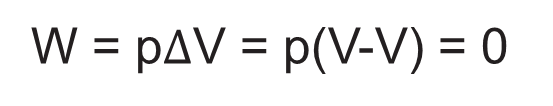 W = pΔV = p(V-V) = 0